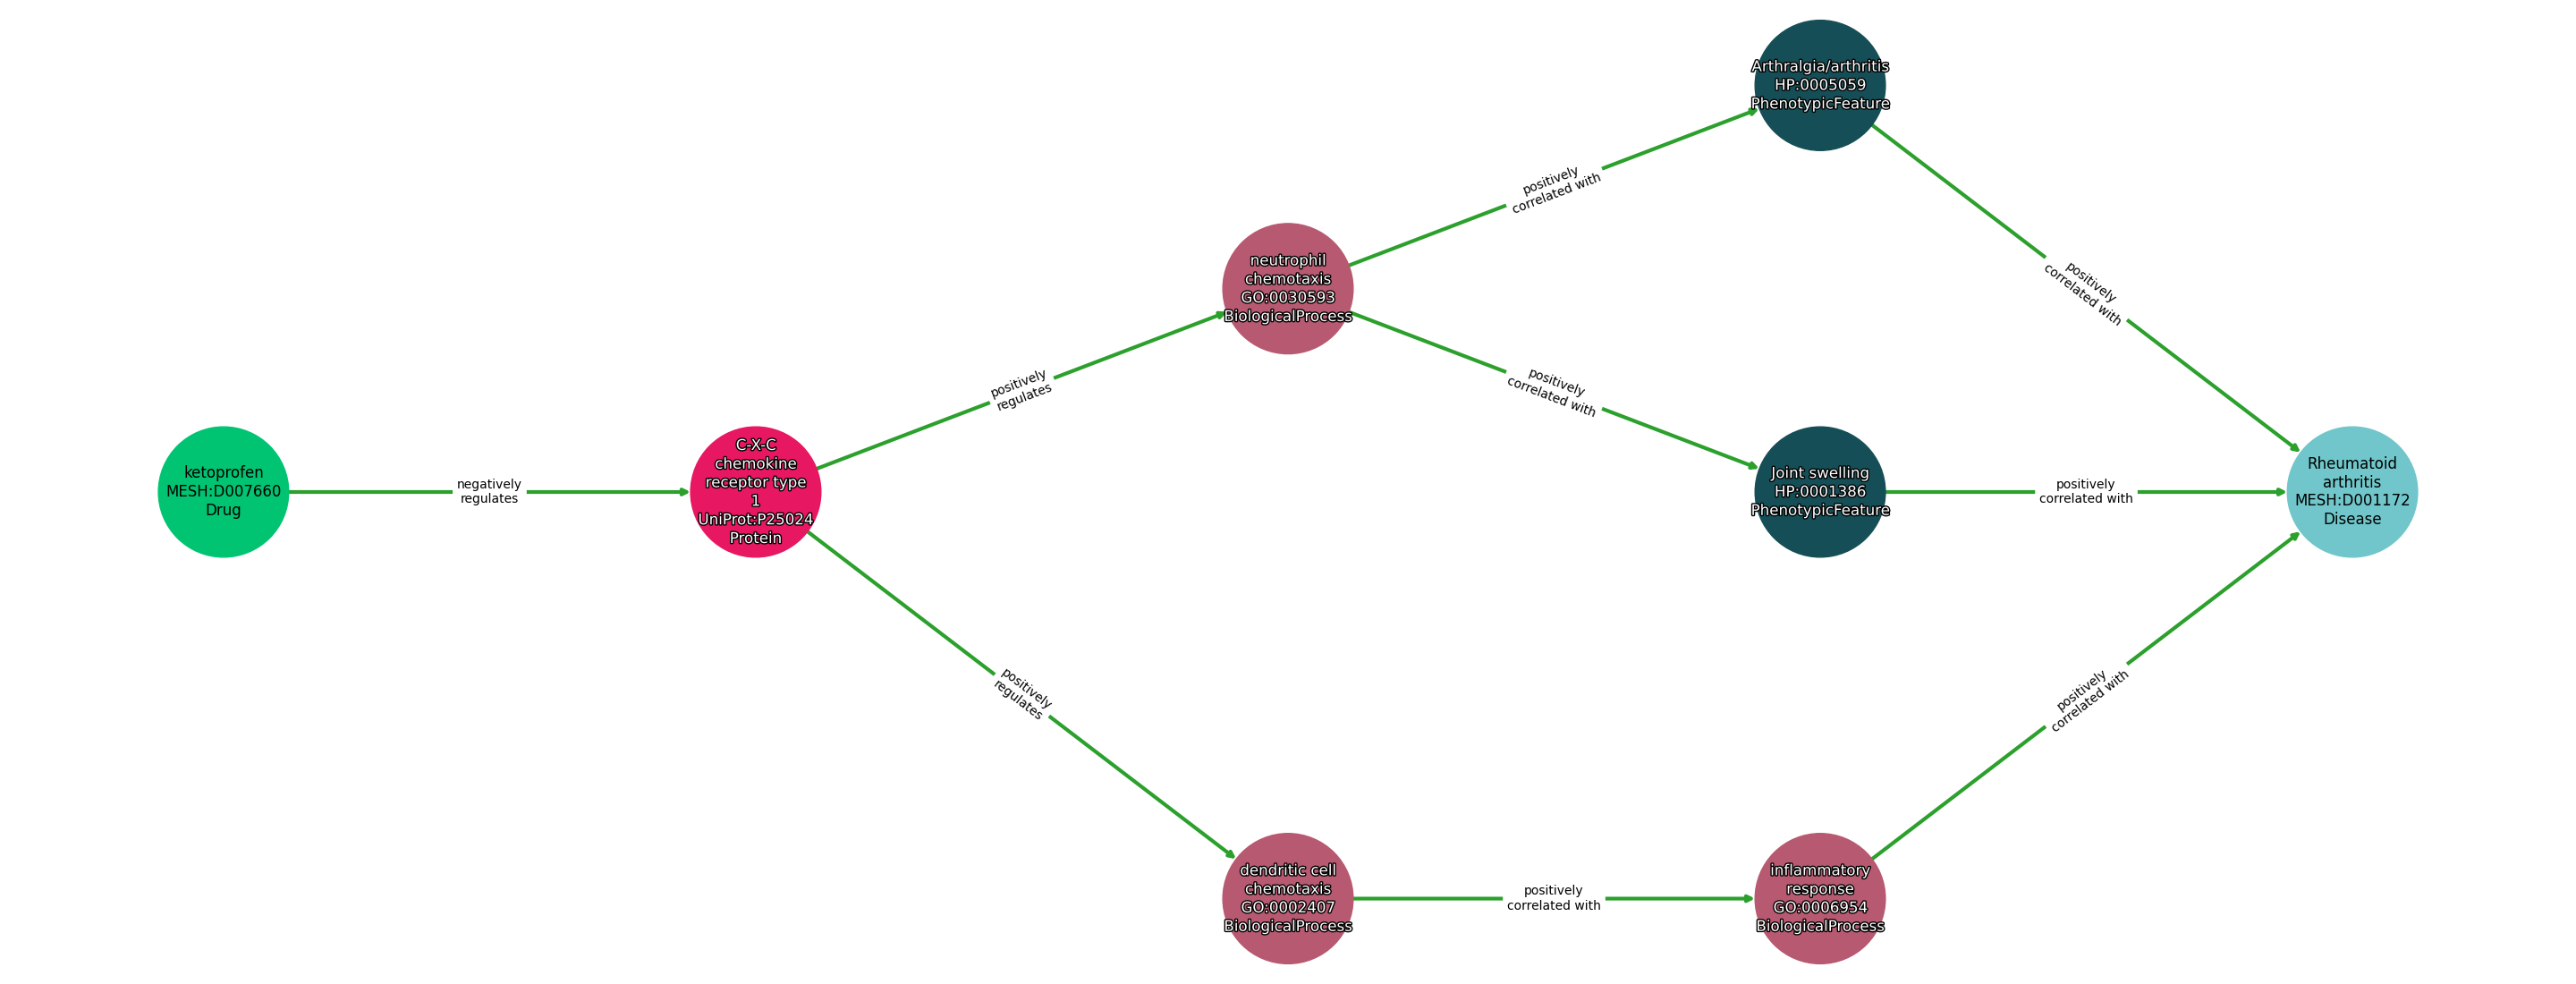 Arthralgia/arthritis
HP:0005059
PhenotypicFeature
positively
correlated with
neutrophil
chemotaxis
GO:0030593
BiologicalProcess
positively
correlated with
positively
regulates
positively
correlated with
ketoprofen
MESH:D007660
Drug
negatively
regulates
C-X-C
chemokine
receptor type
1
UniProt:P25024
Protein
Joint swelling
HP:0001386
PhenotypicFeature
positively
correlated with
Rheumatoid
arthritis
MESH:D001172
Disease
positively
regulates
positively
correlated with
dendritic cell
chemotaxis
GO:0002407
BiologicalProcess
positively
correlated with
inflammatory
response
GO:0006954
BiologicalProcess